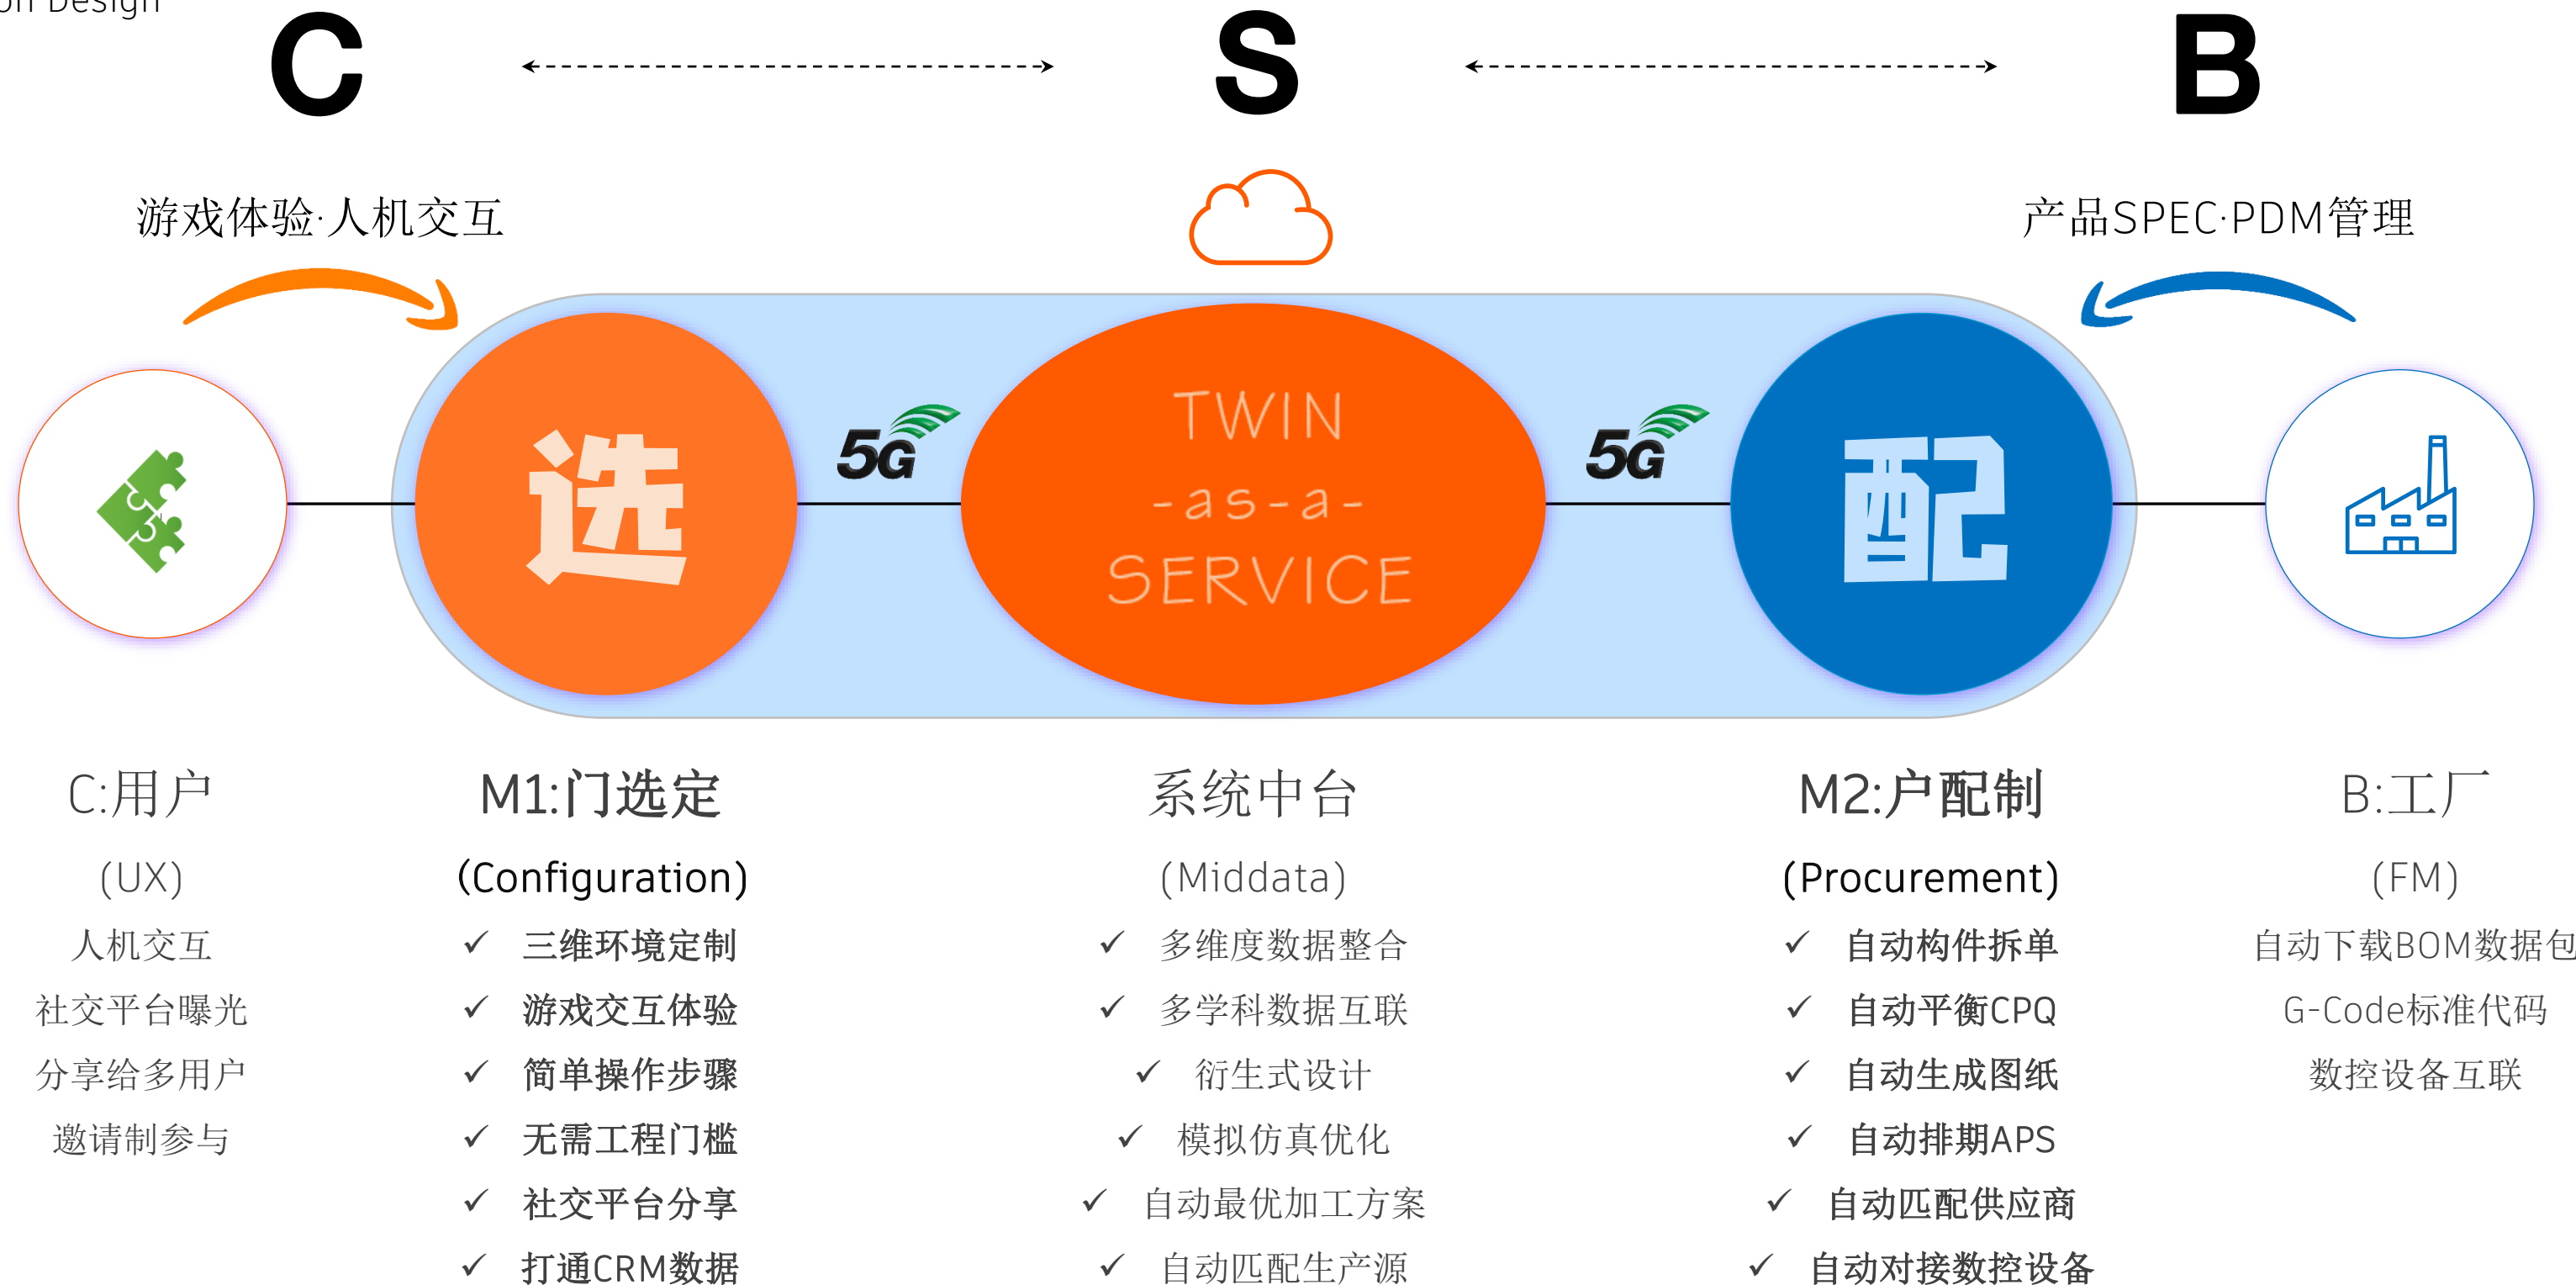 on Design
C
S
B
游戏体验·人机交互
产品SPEC·PDM管理
选
5G
TWIN
-as-a-
SERVICE
5G
配
C:用户
(UX)
人机交互
社交平台曝光
分享给多用户
邀请制参与
M1:门选定
(Configuration)
✓ 三维环境定制
✓ 游戏交互体验
✓ 简单操作步骤
✓ 无需工程门槛
✓ 社交平台分享
✓ 打通CRM数据
系统中台
(Middata)
✓ 多维度数据整合
✓ 多学科数据互联
✓ 衍生式设计
✓ 模拟仿真优化
✓ 自动最优加工方案
✓ 自动匹配生产源
M2:户配制
(Procurement)
✓ 自动构件拆单
✓ 自动平衡CPQ
✓ 自动生成图纸
✓ 自动排期APS
✓ 自动匹配供应商
✓ 自动对接数控设备
B:工厂
(FM)
自动下载BOM数据包
G-Code标准代码
数控设备互联